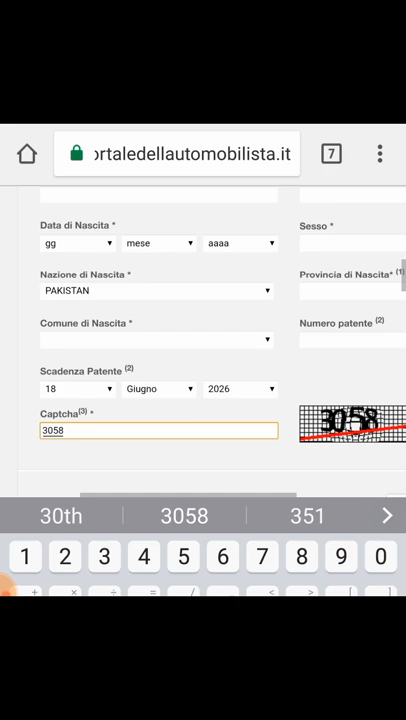 ortaledellautomobilista.it
7
Data di Nascita *
Sesso *
gg mese aaaa
Nazione di Nascita *
Provincia di Nascita* (1)
PAKISTAN
Comune di Nascita *
Numero patente (2)
Scadenza Patente (2)
18 Giugno 2026
Captcha(3) *
3058
3058
30th 3058 351
1 2 3 4 5 6 7 8 9 0
+ × ÷ = / _ < > [ ]